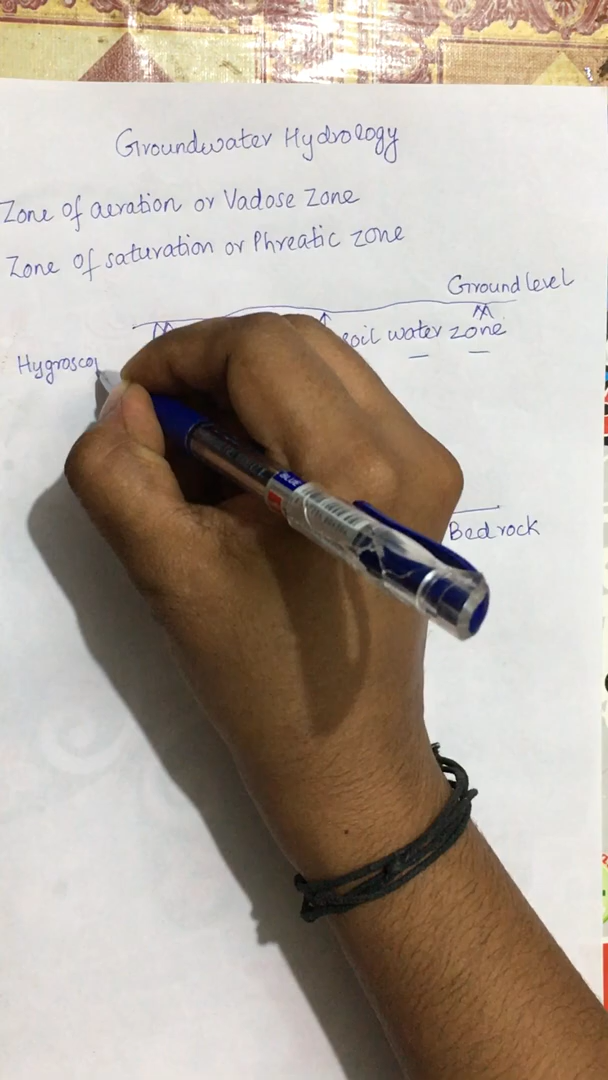 Groundwater Hydrology
Zone of aeration or Vadose Zone
Zone of saturation or Phreatic zone
Ground level
soil water zone
Hygrosco
Bedrock
BLUE